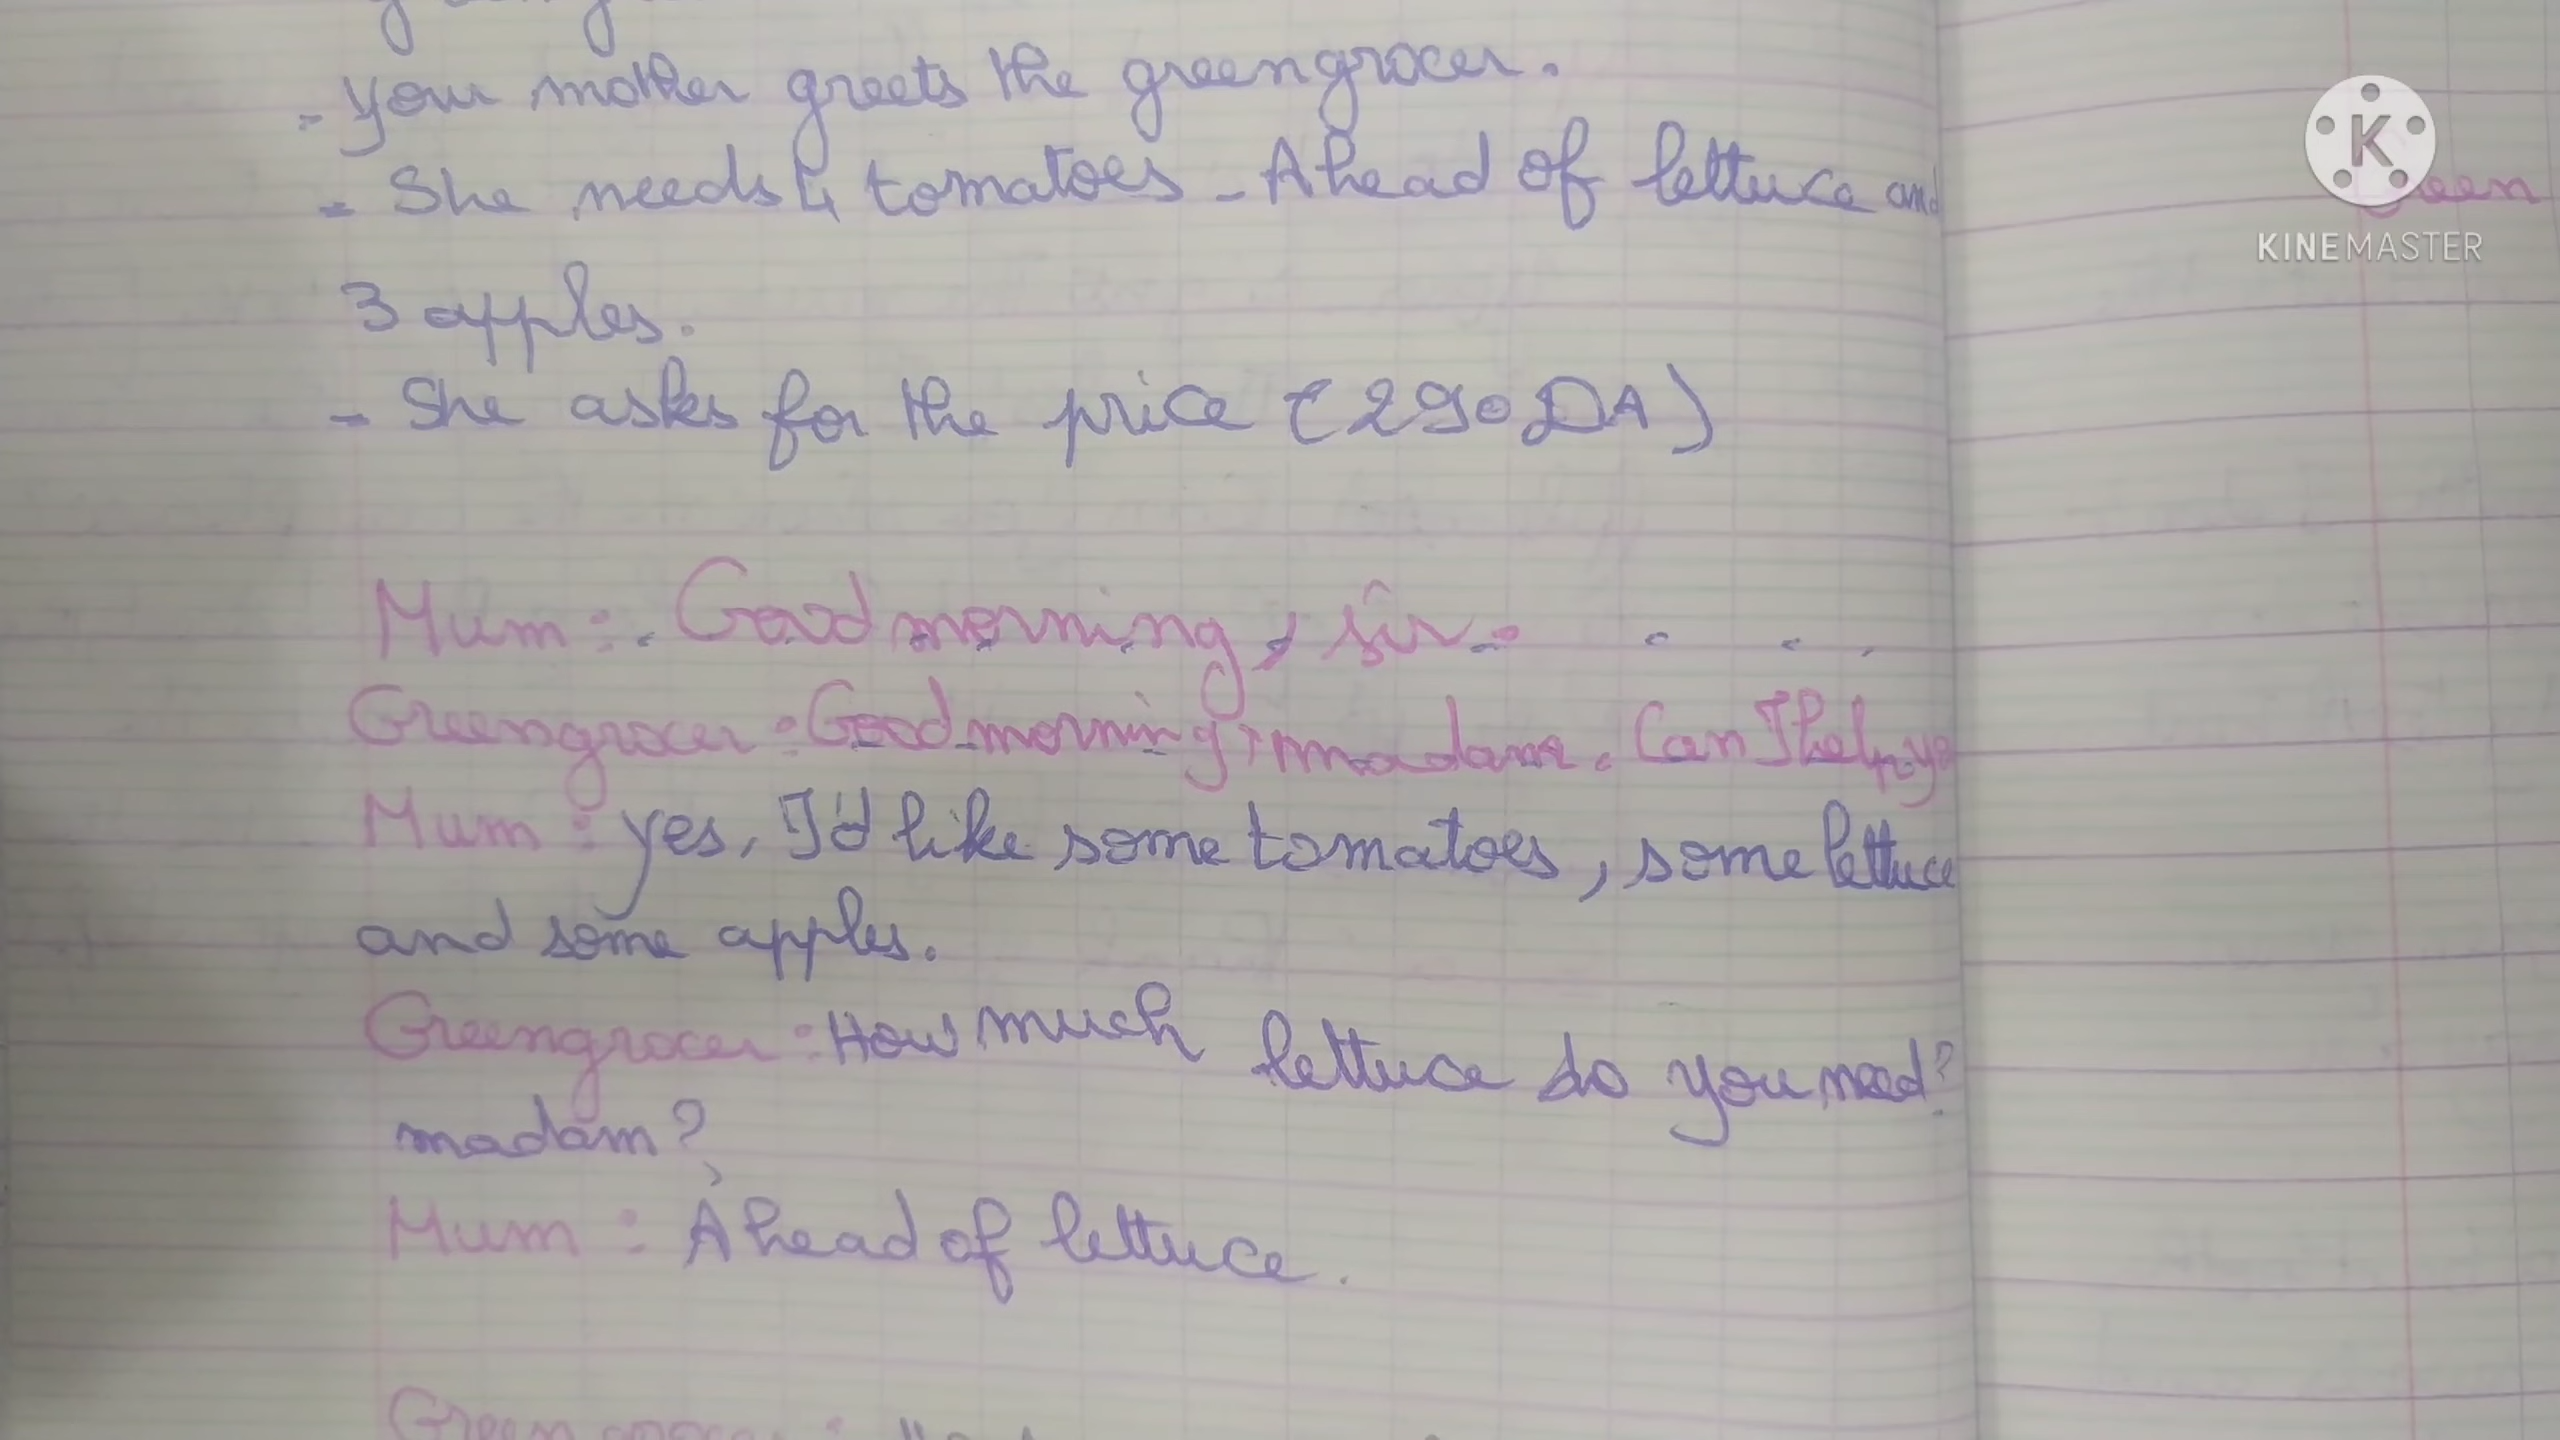 - your mother greets the greengrocer.
- She needs 4 tomatoes - A head of lettuce and
3 apples.
- She asks for the price (290 DA)
Mum: Good morning, sir.
Greengrocer: Good morning, madam. Can I help yo
Mum: yes, I'd like some tomatoes, some lettuce
and some apples.
Greengrocer: How much lettuce do you need?
madam?
Mum: A head of lettuce.
K
KINEMASTER